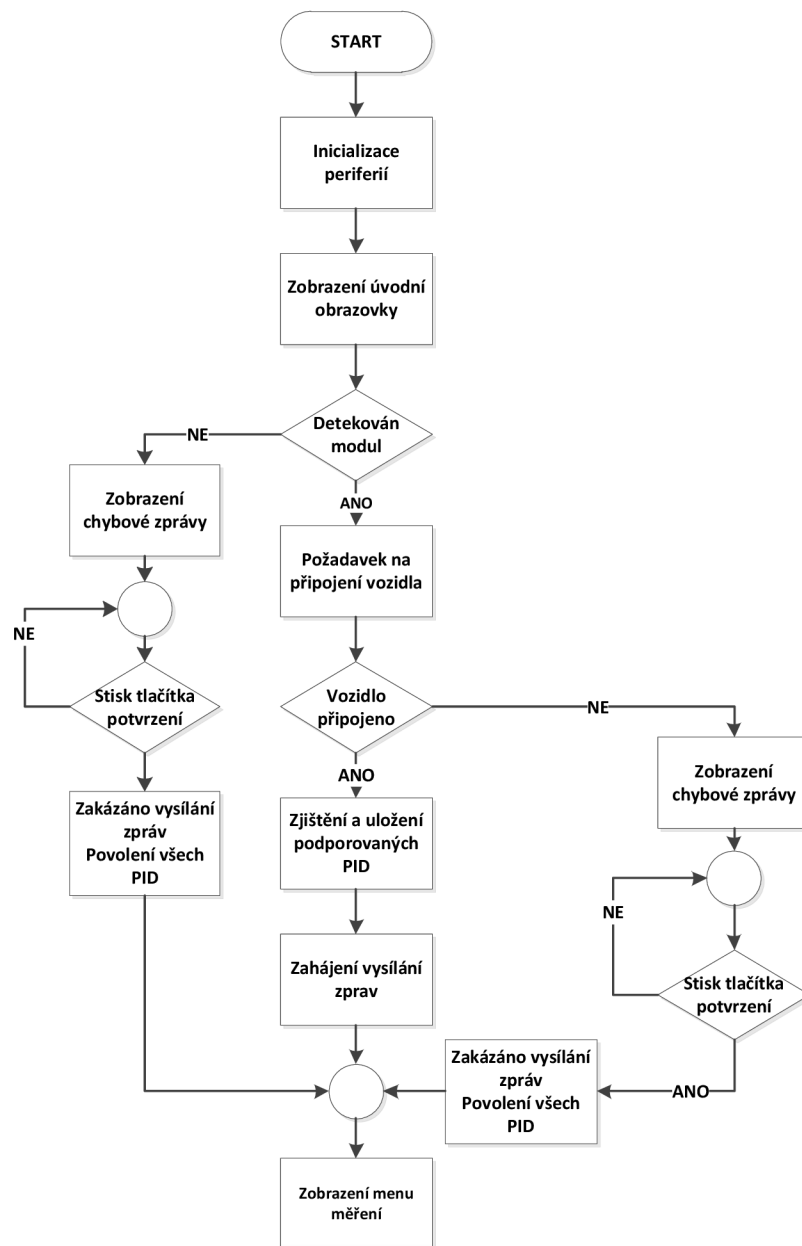 START
Inicializace
periferií
Zobrazení úvodní
obrazovky
Detekován
modul
NE
ANO
Zobrazení
chybové zprávy
Požadavek na
připojení vozidla
NE
Stisk tlačítka
potvrzení
Vozidlo
připojeno
NE
ANO
Zobrazení
chybové zprávy
Zakázáno vysílání
zpráv
Povolení všech
PID
Zjištění a uložení
podporovaných
PID
NE
Zahájení vysílání
zprav
Stisk tlačítka
potvrzení
Zakázáno vysílání
zpráv
Povolení všech
PID
ANO
Zobrazení menu
měření